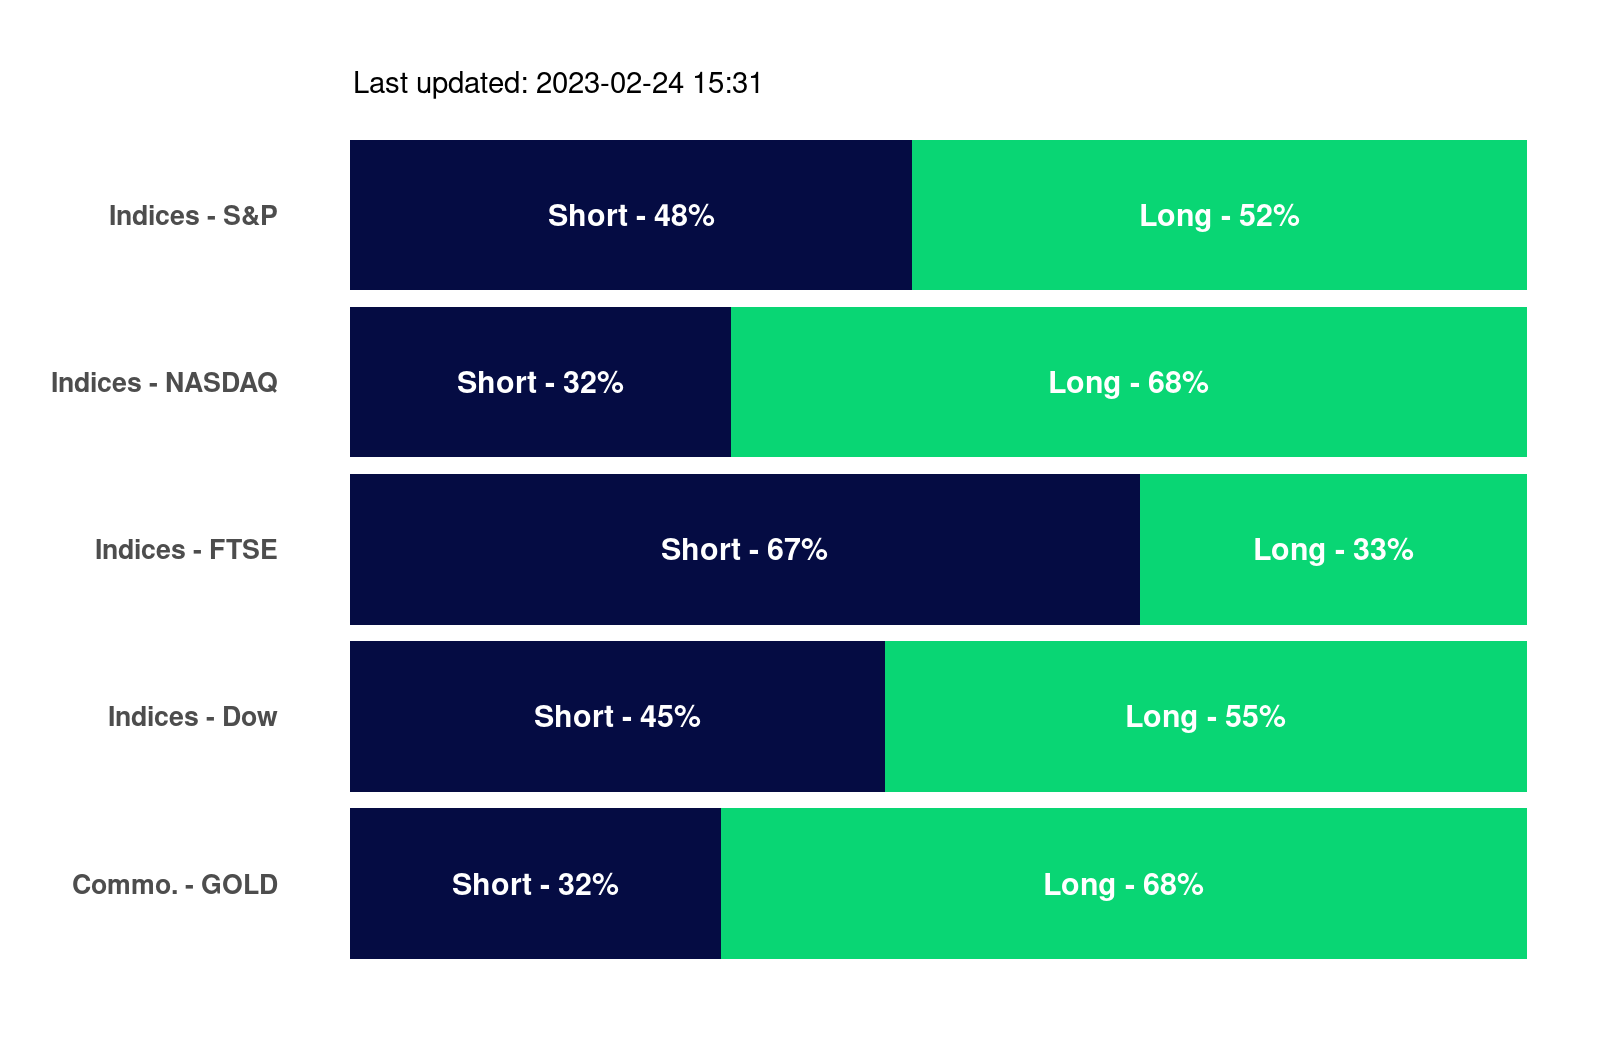 Last updated: 2023-02-24 15:31
Indices - S&P Short - 48% Long - 52%
Indices - NASDAQ Short - 32% Long - 68%
Indices - FTSE Short - 67% Long - 33%
Indices - Dow Short - 45% Long - 55%
Commo. - GOLD Short - 32% Long - 68%